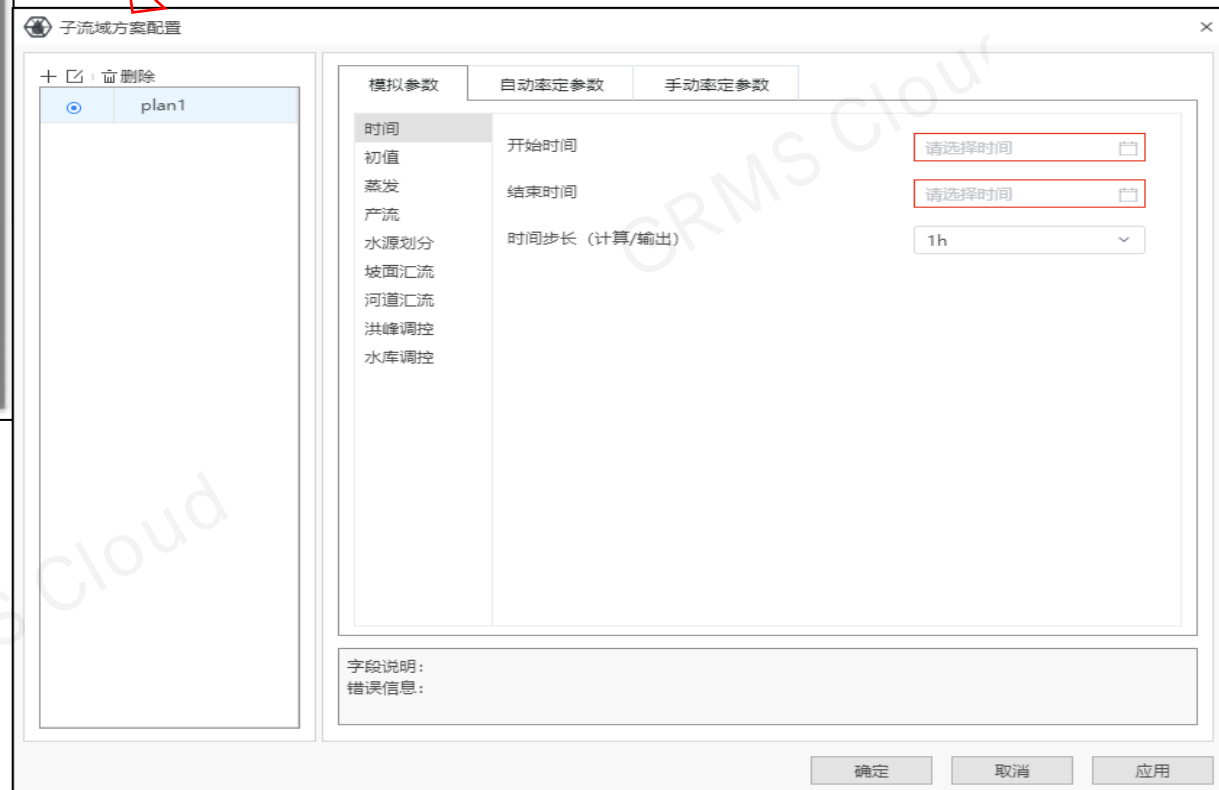 子流域方案配置
删除
plan1
模拟参数 自动率定参数 手动率定参数
时间
初值
蒸发
产流
水源划分
坡面汇流
河道汇流
洪峰调控
水库调控
开始时间 请选择时间
结束时间 请选择时间
时间步长（计算/输出） 1h
字段说明：
错误信息：
确定 取消 应用
GRMS Cloud
S Cloud